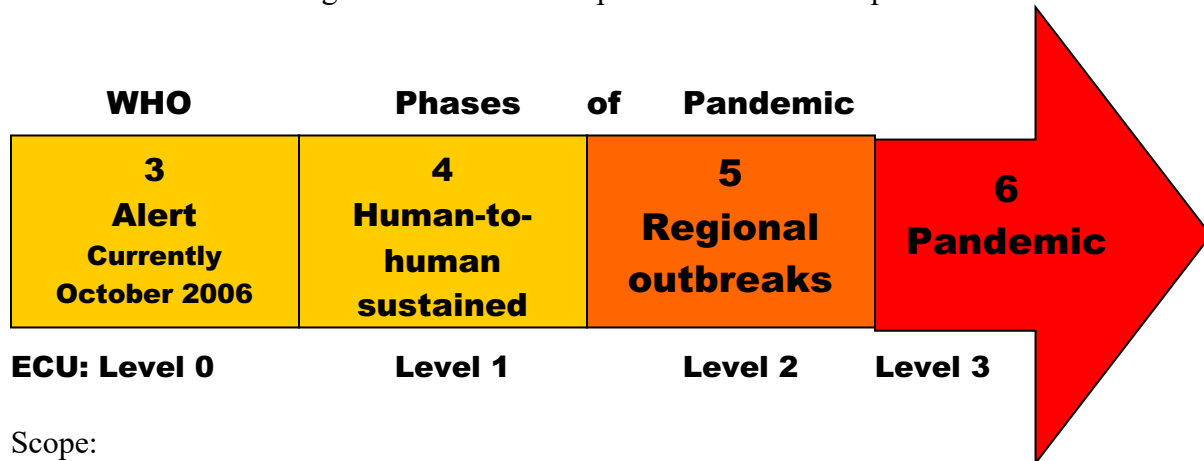 WHO Phases of Pandemic
3
Alert
Currently
October 2006
4
Human-to-
human
sustained
5
Regional
outbreaks
6
Pandemic
ECU: Level 0 Level 1 Level 2 Level 3
Scope: